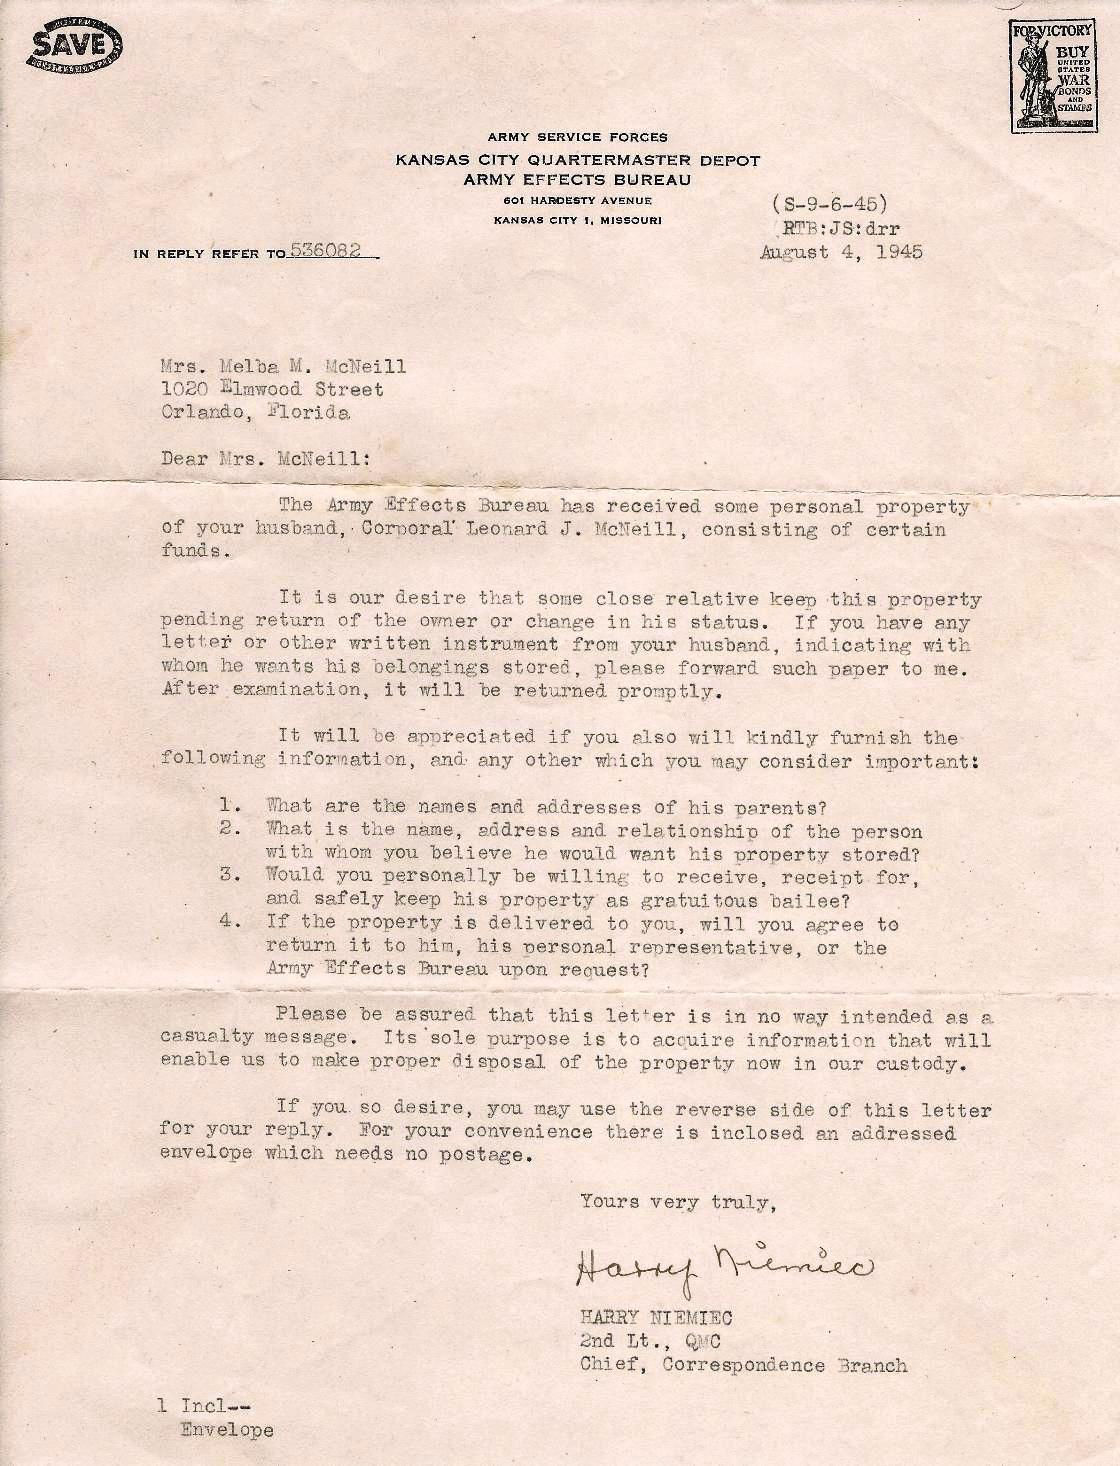 SAVE
FOR VICTORY
BUY
UNITED
STATES
WAR
BONDS
AND
STAMPS
ARMY SERVICE FORCES
KANSAS CITY QUARTERMASTER DEPOT
ARMY EFFECTS BUREAU
601 HARDESTY AVENUE
KANSAS CITY 1, MISSOURI
(S-9-6-45)
RTB:JS:drr
August 4, 1945
IN REPLY REFER TO 536082
Mrs. Melba M. McNeill
1020 Elmwood Street
Orlando, Florida
Dear Mrs. McNeill:
The Army Effects Bureau has received some personal property
of your husband, Corporal Leonard J. McNeill, consisting of certain
funds.
It is our desire that some close relative keep this property
pending return of the owner or change in his status. If you have any
letter or other written instrument from your husband, indicating with
whom he wants his belongings stored, please forward such paper to me.
After examination, it will be returned promptly.
It will be appreciated if you also will kindly furnish the
following information, and any other which you may consider important:
1. What are the names and addresses of his parents?
2. What is the name, address and relationship of the person
with whom you believe he would want his property stored?
3. Would you personally be willing to receive, receipt for,
and safely keep his property as gratuitous bailee?
4. If the property is delivered to you, will you agree to
return it to him, his personal representative, or the
Army Effects Bureau upon request?
Please be assured that this letter is in no way intended as a
casualty message. Its sole purpose is to acquire information that will
enable us to make proper disposal of the property now in our custody.
If you so desire, you may use the reverse side of this letter
for your reply. For your convenience there is inclosed an addressed
envelope which needs no postage.
Yours very truly,
Harry Niemiec
HARRY NIEMIEC
2nd Lt., QMC
Chief, Correspondence Branch
1 Incl--
Envelope